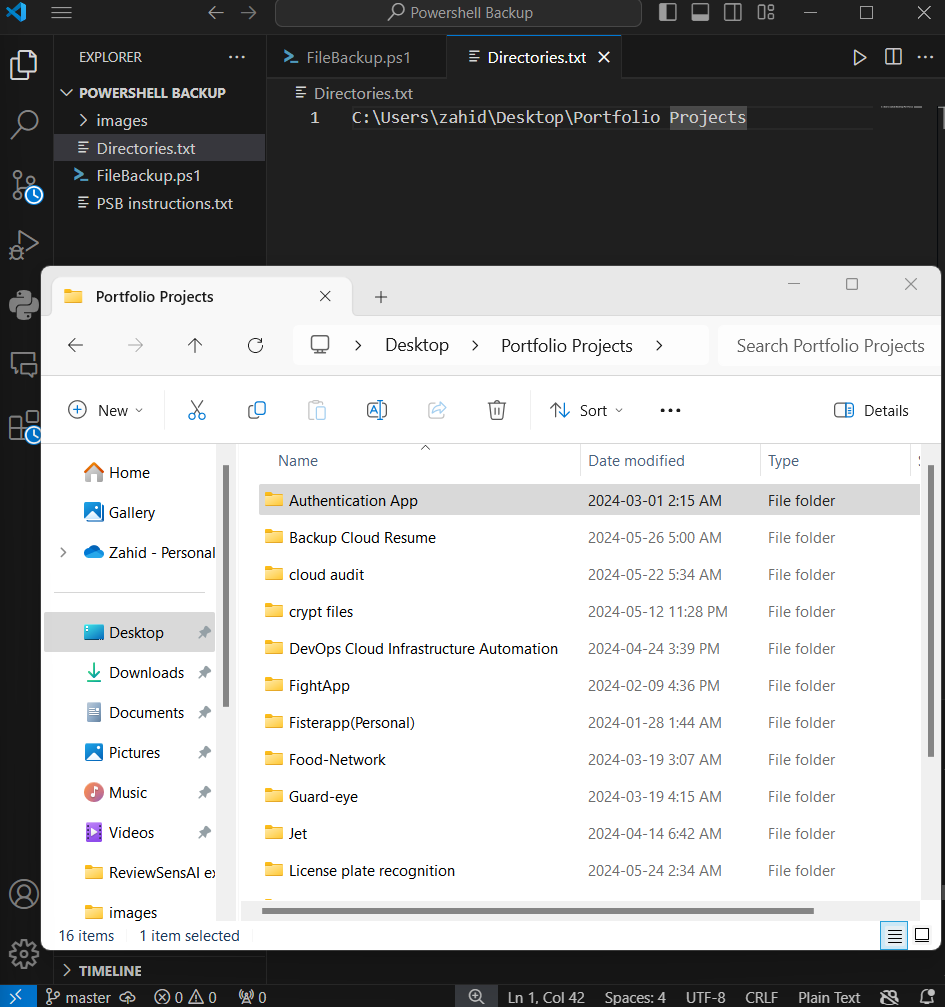 Powershell Backup
EXPLORER
FileBackup.ps1
Directories.txt
POWERSHELL BACKUP
images
Directories.txt
FileBackup.ps1
PSB instructions.txt
Directories.txt
1 C:\Users\zahid\Desktop\Portfolio Projects
Portfolio Projects
Desktop > Portfolio Projects >
Search Portfolio Projects
New
Sort
Details
Home
Gallery
Zahid - Personal
Desktop
Downloads
Documents
Pictures
Music
Videos
ReviewSensAI ex
images
Name Date modified Type
Authentication App 2024-03-01 2:15 AM File folder
Backup Cloud Resume 2024-05-26 5:00 AM File folder
cloud audit 2024-05-22 5:34 AM File folder
crypt files 2024-05-12 11:28 PM File folder
DevOps Cloud Infrastructure Automation 2024-04-24 3:39 PM File folder
FightApp 2024-02-09 4:36 PM File folder
Fisterapp(Personal) 2024-01-28 1:44 AM File folder
Food-Network 2024-03-19 3:07 AM File folder
Guard-eye 2024-03-19 4:15 AM File folder
Jet 2024-04-14 6:42 AM File folder
License plate recognition 2024-05-24 2:34 AM File folder
16 items 1 item selected
TIMELINE
master 0 0 0 Ln 1, Col 42 Spaces: 4 UTF-8 CRLF Plain Text